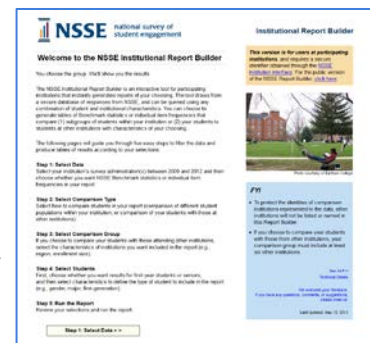 NSSE national survey of
student engagement
Institutional Report Builder
Welcome to the NSSE Institutional Report Builder
You choose the group. We'll show you the results
The NSSE Institutional Report Builder is an interactive tool for participating
institutions that instantly generates reports of your choosing. The tool draws from
a secure database of responses from NSSE, and can be queried using any
combination of student and institutional characteristics. You can choose to
generate tables of Benchmark statistics or individual item frequencies that
compare (1) subgroups of students within your institution or (2) your students to
students at other institutions with characteristics of your choosing.
The following pages will guide you through five easy steps to filter the data and
produce tables of results according to your selections.
Step 1: Select Data
Select your institution's survey administration(s) between 2009 and 2012 and then
choose whether you want NSSE Benchmark statistics or individual item
frequencies in your report.
Step 2: Select Comparison Type
Select how to compare students in your report (comparison of different student
populations within your institution, or comparison of your students with those at
other institutions)
Step 3: Select Comparison Group
If you choose to compare your students with those attending other institutions,
select the characteristics of institutions you want included in the report (e.g.
region, enrollment size)
Step 4: Select Students
First, choose whether you want results for first-year students or seniors,
and then select characteristics to define the type of student to include in the report
(e.g., gender, major, first-generation)
Step 5: Run the Report
Review your selections and run the report.
Step 1: Select Data > >
This version is for users at participating
institutions, and requires a secure
identifier obtained through the NSSE
Institution Interface. For the public version
of the NSSE Report Builder, click here.
Photo courtesy of Earlham College
FYI
• To protect the identities of comparison
institutions represented in the data, other
institutions will not be listed or named in
this Report Builder.
• If you choose to compare your students
with those from other institutions, your
comparison group must include at least
six other institutions.